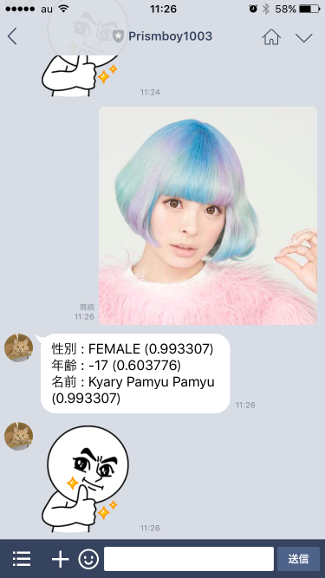 au 11:26 58%
Prismboy1003
11:24
既読
11:26
性別 : FEMALE (0.993307)
年齢 : -17 (0.603776)
名前 : Kyary Pamyu Pamyu
(0.993307)
11:26
11:26
送信